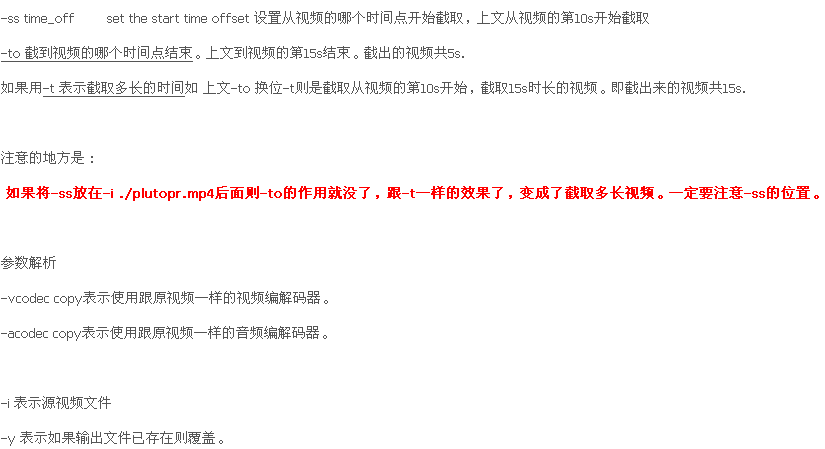 -ss time_off set the start time offset 设置从视频的哪个时间点开始截取，上文从视频的第10s开始截取
-to 截到视频的哪个时间点结束。上文到视频的第15s结束。截出的视频共5s.
如果用-t 表示截取多长的时间如 上文-to 换位-t则是截取从视频的第10s开始，截取15s时长的视频。即截出来的视频共15s.
注意的地方是：
如果将-ss放在-i ./plutopr.mp4后面则-to的作用就没了，跟-t一样的效果了，变成了截取多长视频。一定要注意-ss的位置。
参数解析
-vcodec copy表示使用跟原视频一样的视频编解码器。
-acodec copy表示使用跟原视频一样的音频编解码器。
-i 表示源视频文件
-y 表示如果输出文件已存在则覆盖。